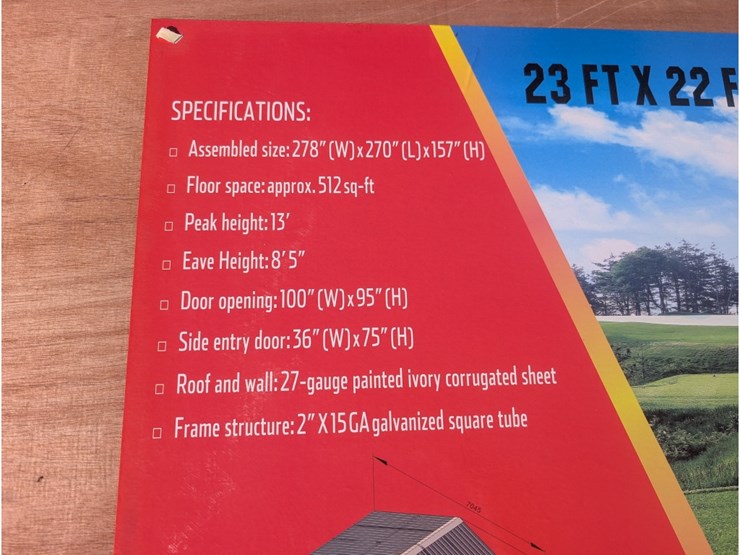 23 FT X 22 F
SPECIFICATIONS:
Assembled size: 278" (W) x 270" (L) x 157" (H)
Floor space: approx. 512 sq-ft
Peak height: 13'
Eave Height: 8' 5"
Door opening: 100" (W) x 95" (H)
Side entry door: 36" (W) x 75" (H)
Roof and wall: 27-gauge painted ivory corrugated sheet
Frame structure: 2" X 15 GA galvanized square tube